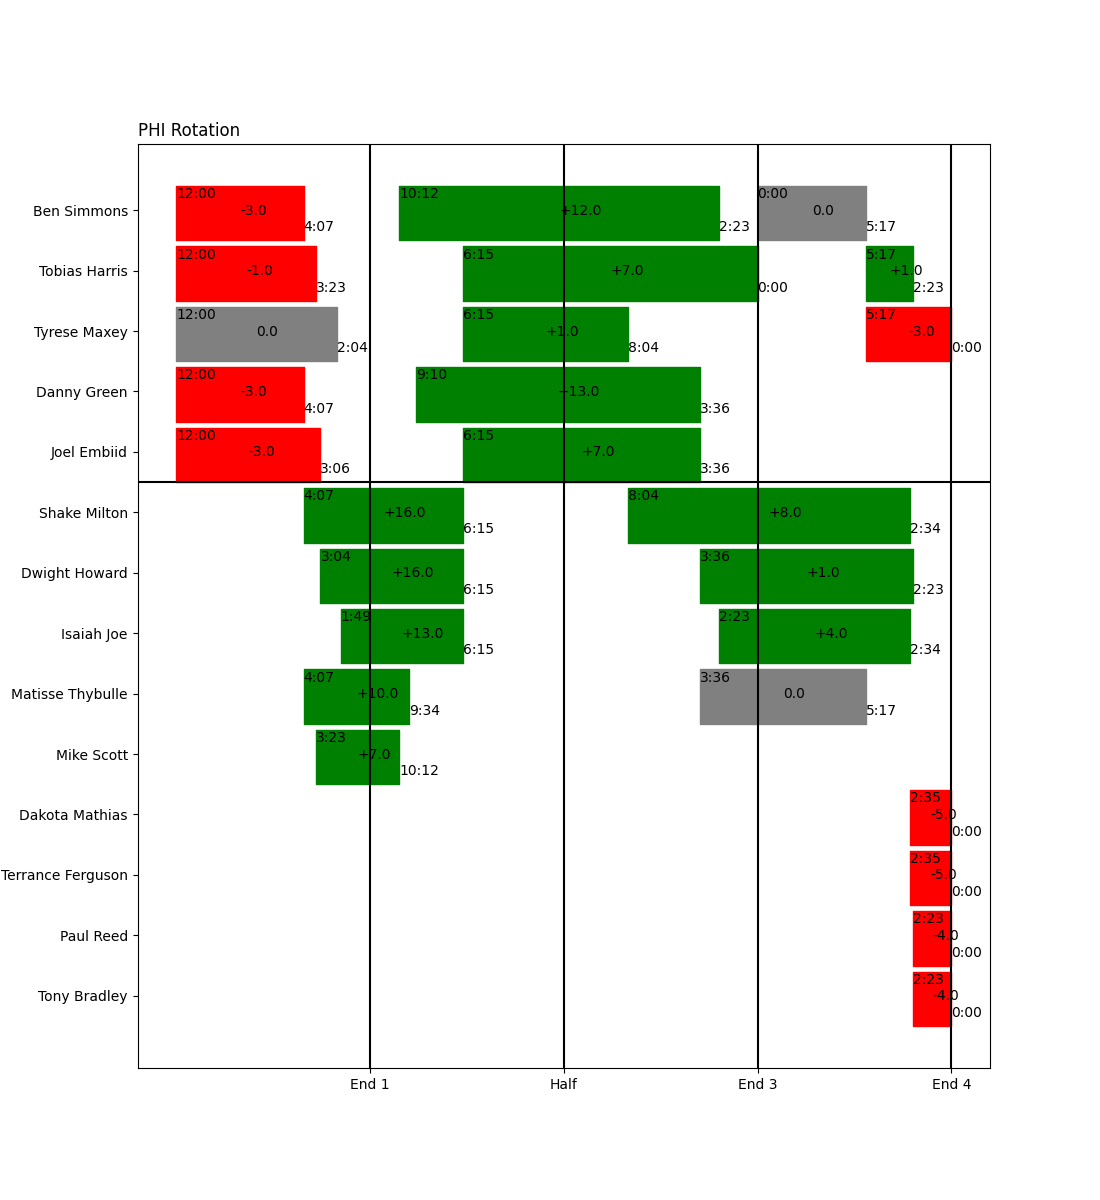 PHI Rotation
Ben Simmons 12:00 -3.0 4:07 10:12 +12.0 2:23 0:00 0.0 5:17
Tobias Harris 12:00 -1.0 3:23 6:15 +7.0 0:00 5:17 +1.0 2:23
Tyrese Maxey 12:00 0.0 2:04 6:15 +1.0 8:04 5:17 -3.0 0:00
Danny Green 12:00 -3.0 4:07 9:10 +13.0 3:36
Joel Embiid 12:00 -3.0 3:06 6:15 +7.0 3:36
Shake Milton 4:07 +16.0 6:15 8:04 +8.0 2:34
Dwight Howard 3:04 +16.0 6:15 3:36 +1.0 2:23
Isaiah Joe 1:49 +13.0 6:15 2:23 +4.0 2:34
Matisse Thybulle 4:07 +10.0 9:34 3:36 0.0 5:17
Mike Scott 3:23 +7.0 10:12
Dakota Mathias 2:35 -5.0 0:00
Terrance Ferguson 2:35 -5.0 0:00
Paul Reed 2:23 -4.0 0:00
Tony Bradley 2:23 -4.0 0:00
End 1 Half End 3 End 4